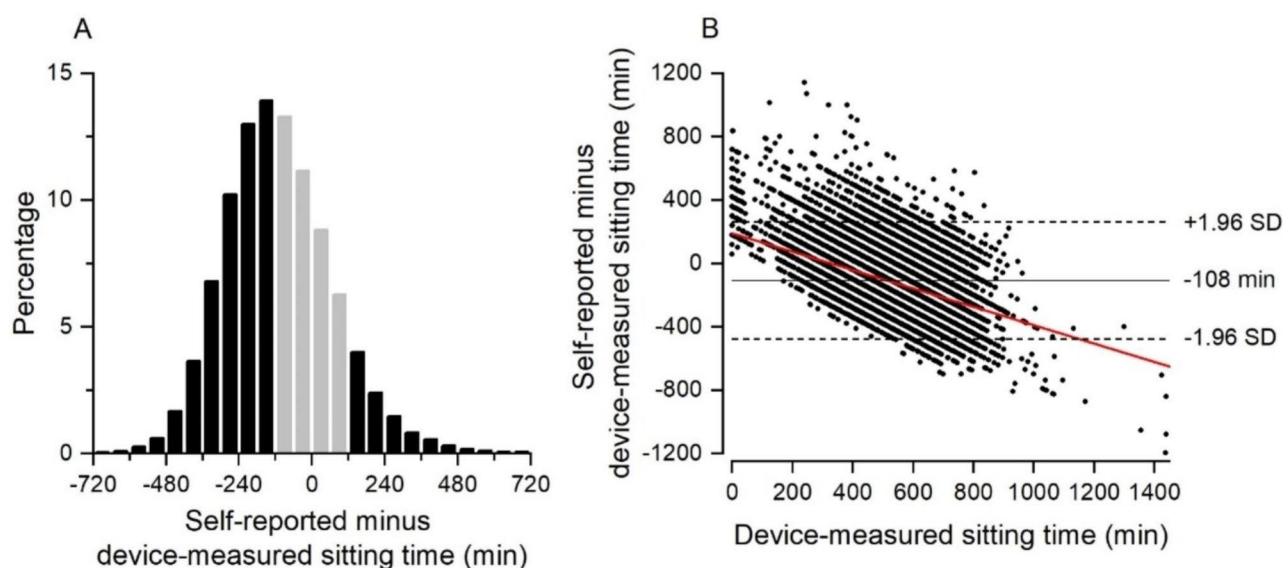 A
15
10
5
0
Percentage
-720
-480
-240
0
240
480
720
Self-reported minus
device-measured sitting time (min)
B
1200
800
400
0
-400
-800
-1200
Self-reported minus
device-measured sitting time (min)
+1.96 SD
-108 min
-1.96 SD
0
200
400
600
800
1000
1200
1400
Device-measured sitting time (min)